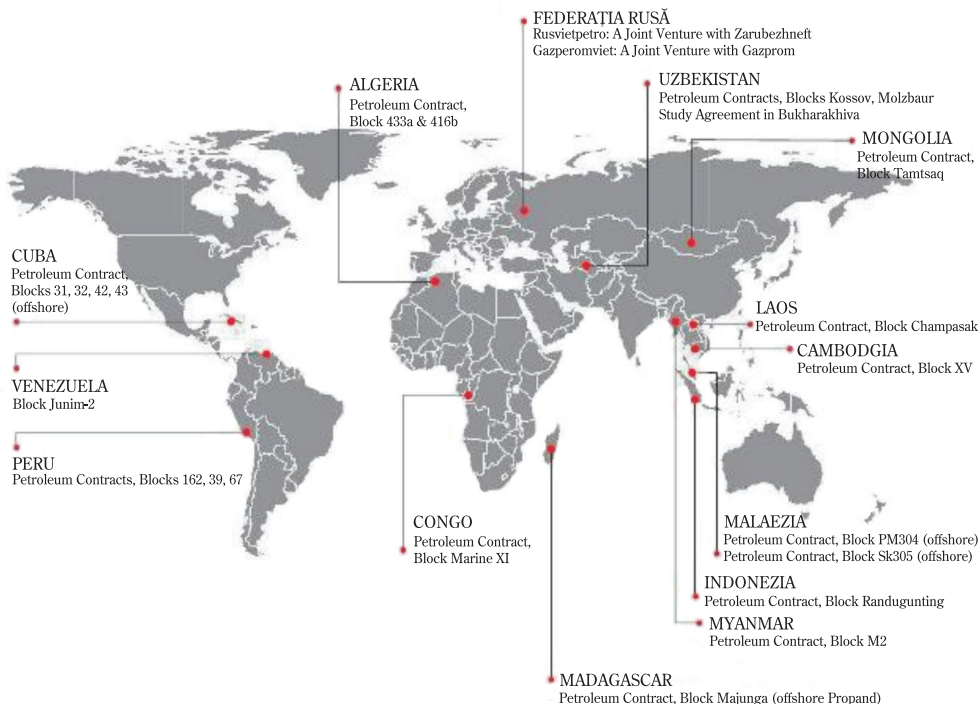 FEDERAȚIA RUSĂ
Rusvietpetro: A Joint Venture with Zarubezhneft
Gazperomviet: A Joint Venture with Gazprom
ALGERIA
Petroleum Contract,
Block 433a & 416b
UZBEKISTAN
Petroleum Contracts, Blocks Kossov, Molzbaur
Study Agreement in Bukharakhiva
MONGOLIA
Petroleum Contract,
Block Tamtsaq
CUBA
Petroleum Contract,
Blocks 31, 32, 42, 43
(offshore)
LAOS
Petroleum Contract, Block Champasak
CAMBODGIA
Petroleum Contract, Block XV
VENEZUELA
Block Junim-2
PERU
Petroleum Contracts, Blocks 162, 39, 67
CONGO
Petroleum Contract,
Block Marine XI
MALAEZIA
Petroleum Contract, Block PM304 (offshore)
Petroleum Contract, Block Sk305 (offshore)
INDONEZIA
Petroleum Contract, Block Randugunting
MYANMAR
Petroleum Contract, Block M2
MADAGASCAR
Petroleum Contract, Block Majunga (offshore Propand)